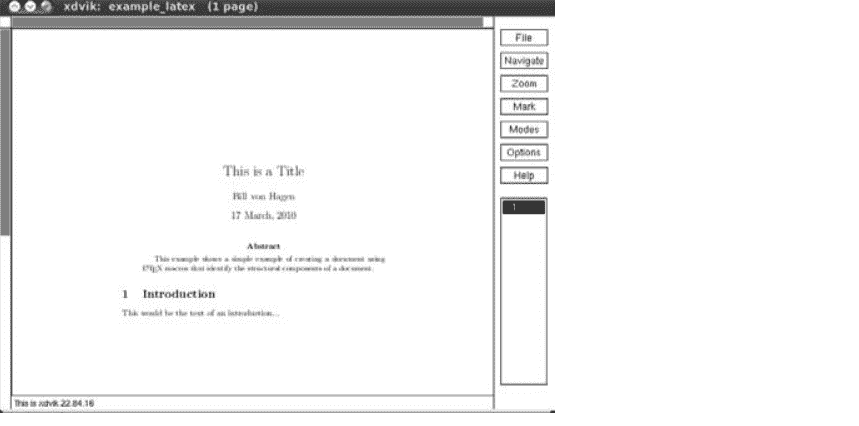 xdvik: example_latex (1 page)
File
Navigate
Zoom
Mark
Modes
Options
Help
1
This is a Title
Bill von Hagen
17 March, 2010
Abstract
This example shows a simple example of creating a document using
LATEX macros that identify the structural components of a document.
1 Introduction
This would be the text of an introduction...
This is xdvik 22.84.16